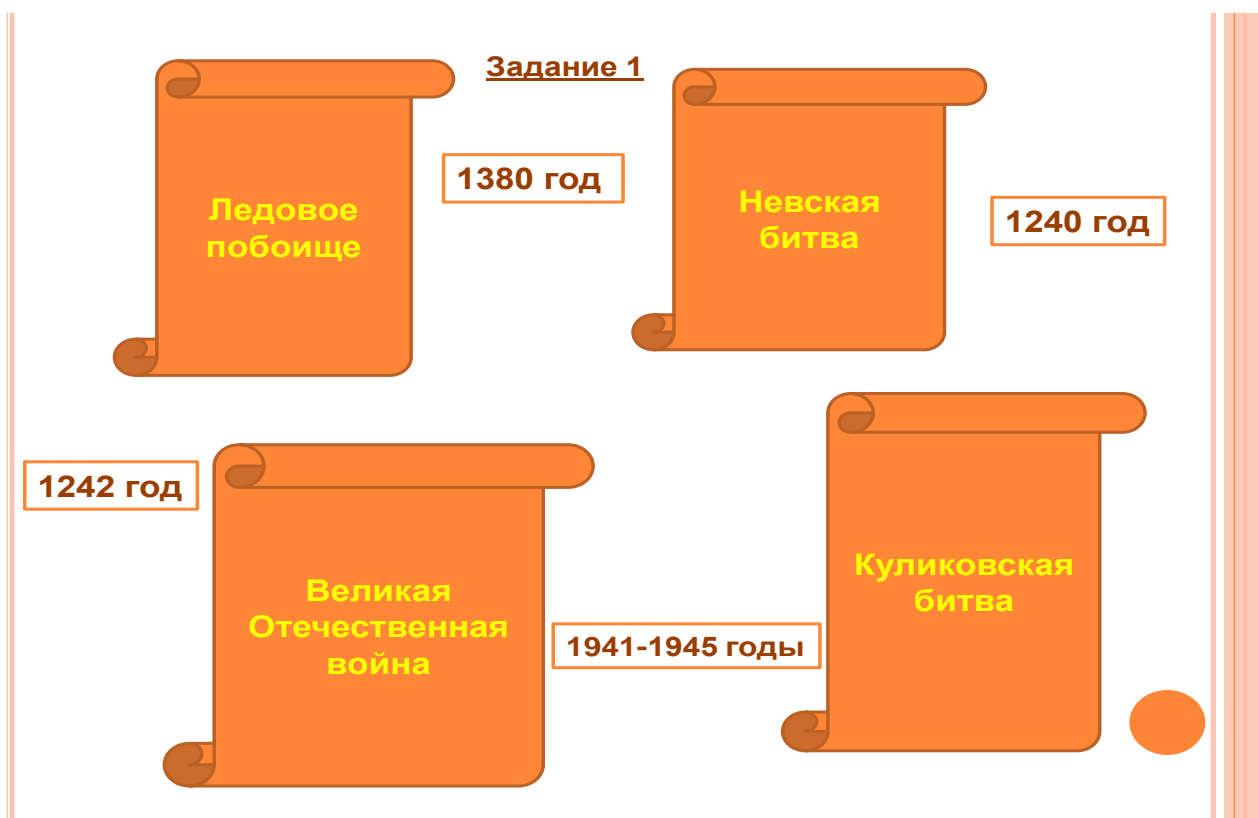 Задание 1
Ледовое
побоище
1380 год
Невская
битва
1240 год
1242 год
Великая
Отечественная
война
1941-1945 годы
Куликовская
битва